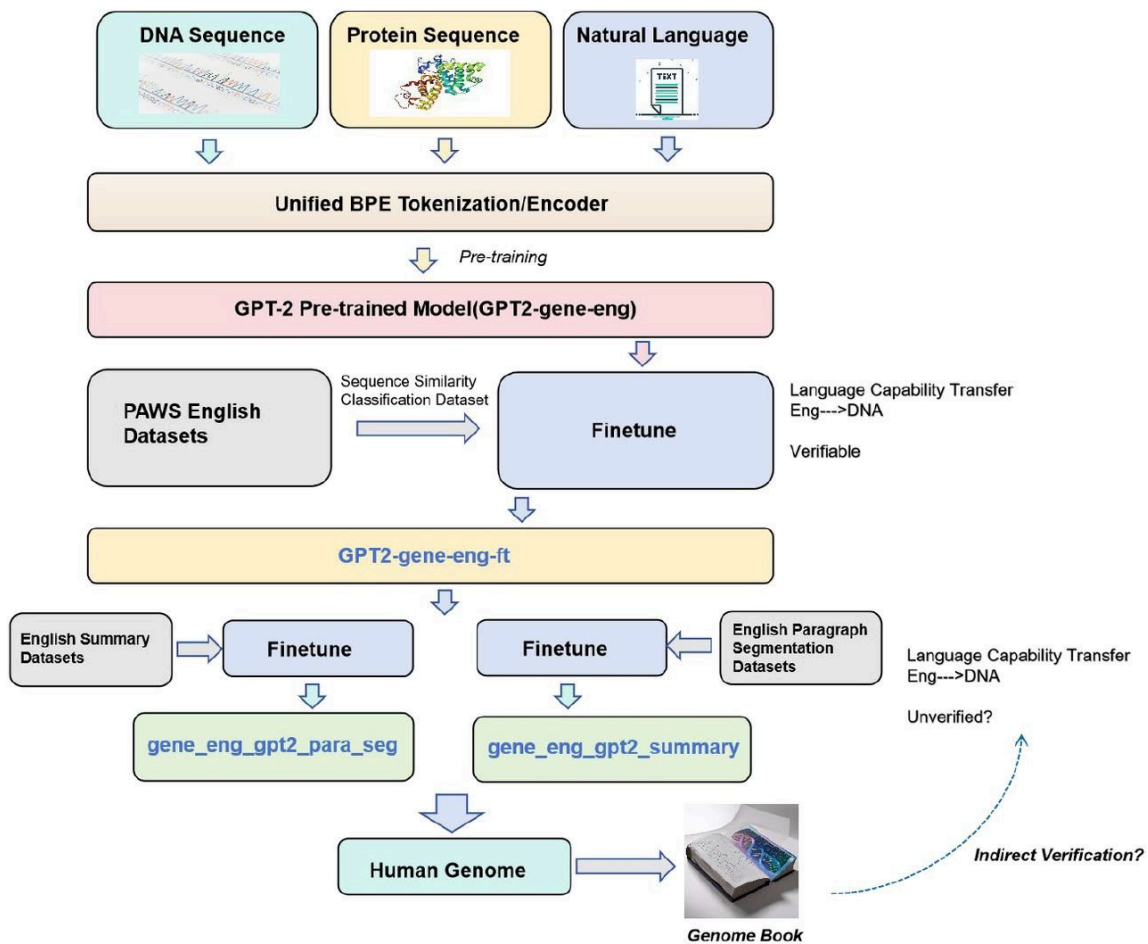 DNA Sequence
Protein Sequence
Natural Language
TEXT
Unified BPE Tokenization/Encoder
Pre-training
GPT-2 Pre-trained Model(GPT2-gene-eng)
PAWS English
Datasets
Sequence Similarity
Classification Dataset
Finetune
Language Capability Transfer
Eng--->DNA
Verifiable
GPT2-gene-eng-ft
English Summary
Datasets
Finetune
Finetune
English Paragraph
Segmentation
Datasets
Language Capability Transfer
Eng--->DNA
Unverified?
gene_eng_gpt2_para_seg
gene_eng_gpt2_summary
Human Genome
Indirect Verification?
Genome Book